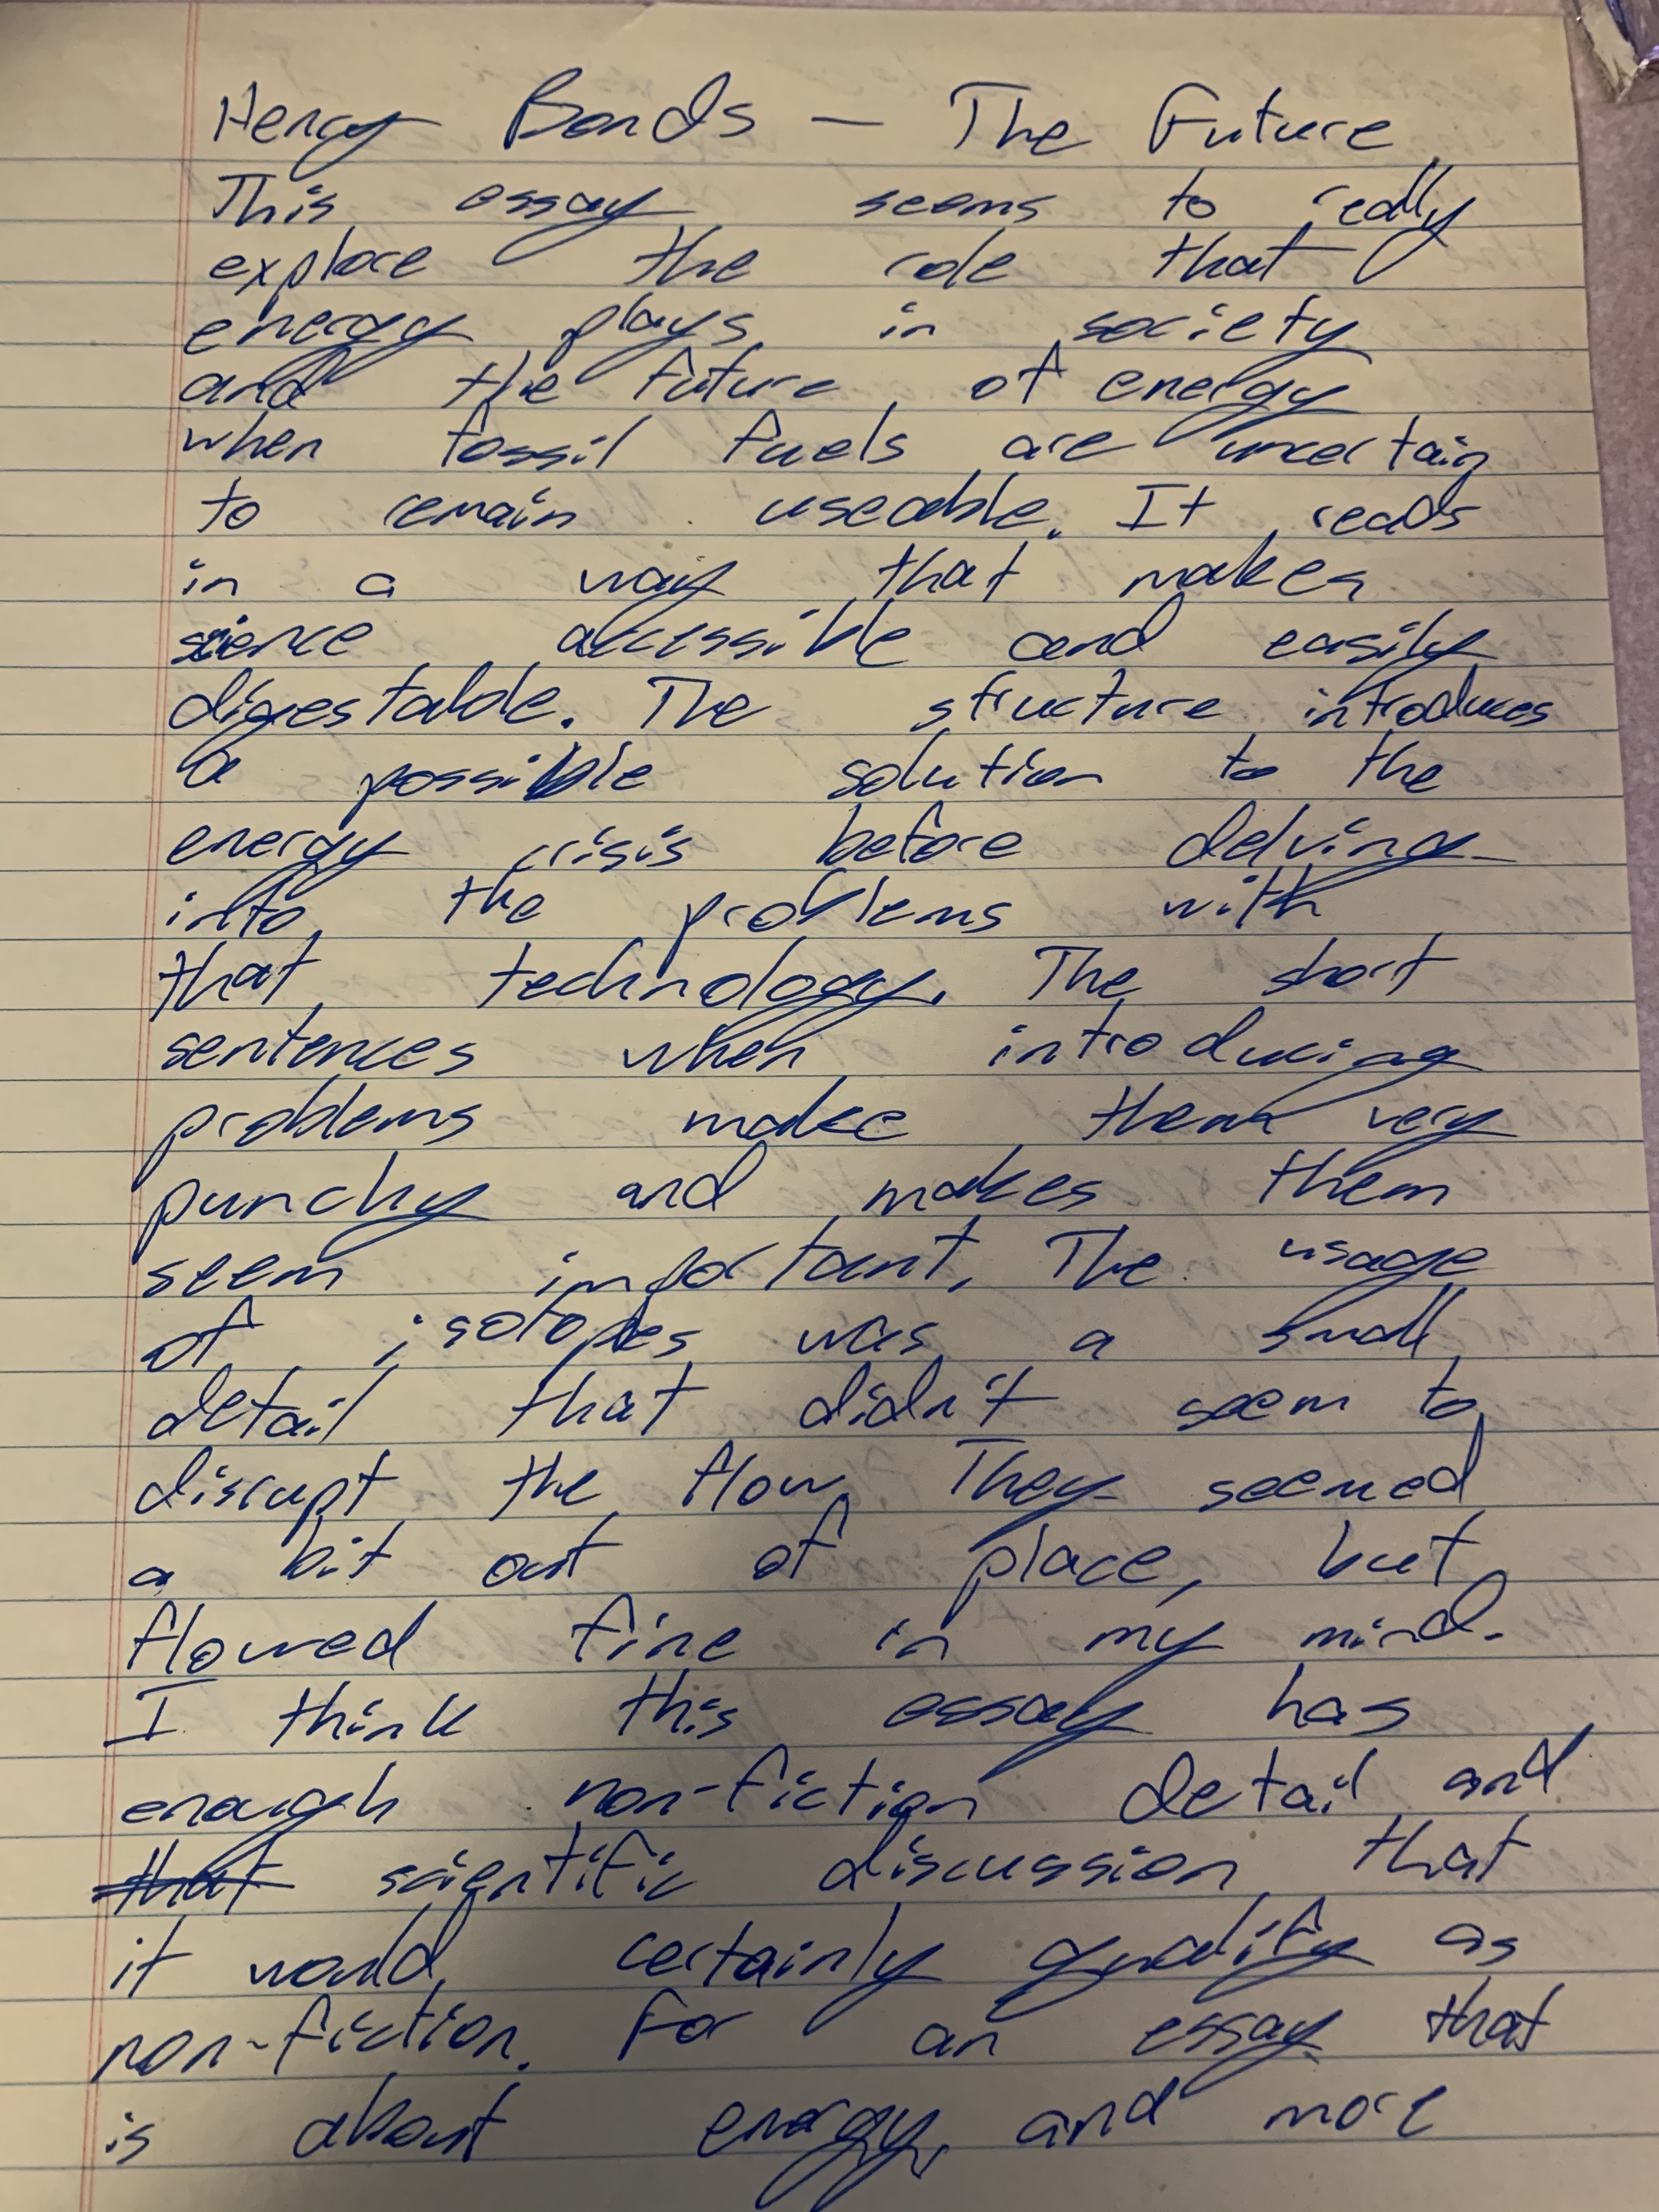 Henry Bonds — The Future
This essay seems to really
explore the role that
energy plays in society
and the future of energy
when fossil fuels are uncertain
to remain useable. It reads
in a way that makes
science accessible and easily
digestable. The structure introduces
a possible solution to the
energy crisis before delving
into the problems with
that technology. The short
sentences when introducing
problems make them very
punchy and makes them
seem important. The usage
of isotopes was a small
detail that didn't seem to
disrupt the flow. They seemed
a bit out of place, but
flowed fine in my mind.
I think this essay has
enough non-fiction detail and
that scientific discussion that
it would certainly qualify as
non-fiction. For an essay that
is about energy, and more